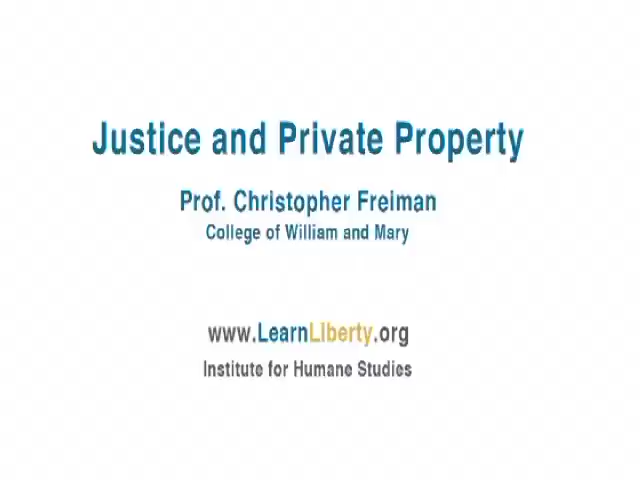 Justice and Private Property
Prof. Christopher Freiman
College of William and Mary
www.LearnLiberty.org
Institute for Humane Studies